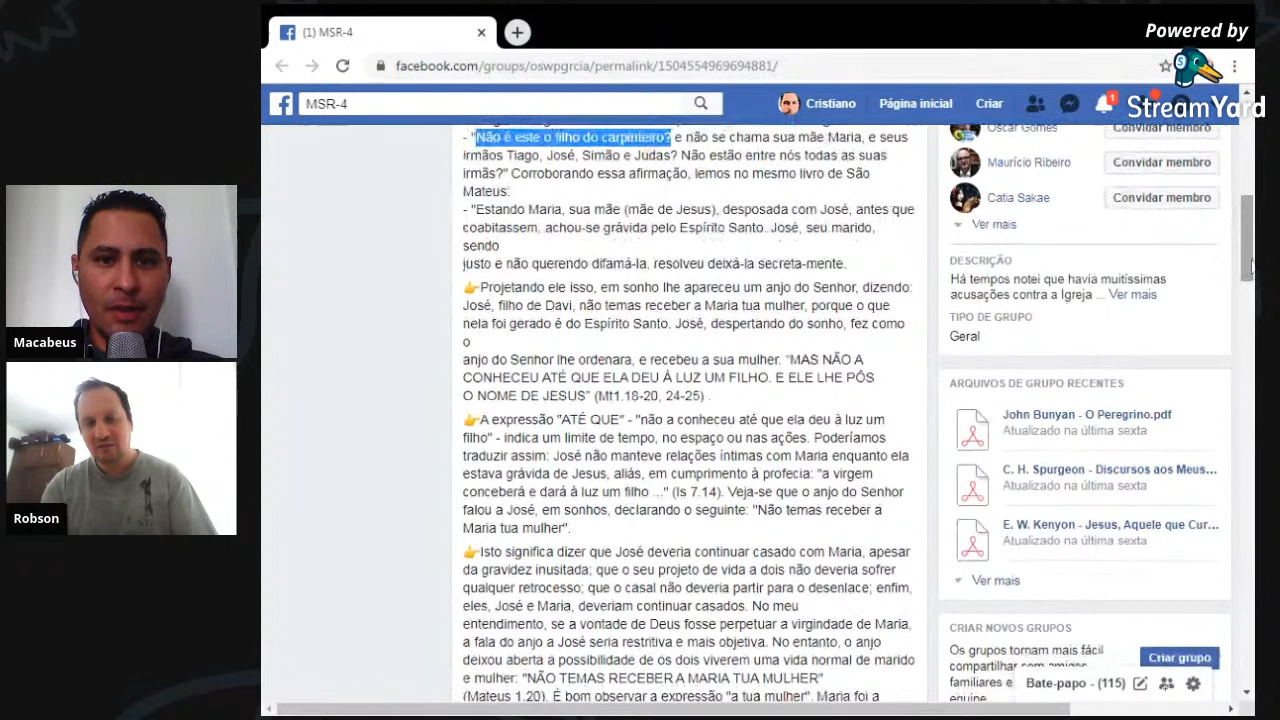 Powered by
StreamYard
(1) MSR-4
facebook.com/groups/oswpgrcia/permalink/1504554969694881/
MSR-4
Cristiano
Página inicial
Criar
1
- "Não é este o filho do carpinteiro? e não se chama sua mãe Maria, e seus
irmãos Tiago, José, Simão e Judas? Não estão entre nós todas as suas
irmãs?" Corroborando essa afirmação, lemos no mesmo livro de São
Mateus:
- "Estando Maria, sua mãe (mãe de Jesus), desposada com José, antes que
coabitassem, achou-se grávida pelo Espírito Santo. José, seu marido,
sendo
justo e não querendo difamá-la, resolveu deixá-la secreta-mente.
👉Projetando ele isso, em sonho lhe apareceu um anjo do Senhor, dizendo:
José, filho de Davi, não temas receber a Maria tua mulher, porque o que
nela foi gerado é do Espírito Santo. José, despertando do sonho, fez como
o
anjo do Senhor lhe ordenara, e recebeu a sua mulher. "MAS NÃO A
CONHECEU ATÉ QUE ELA DEU À LUZ UM FILHO. E ELE LHE PÔS
O NOME DE JESUS" (Mt1.18-20, 24-25) .
👉A expressão "ATÉ QUE" - "não a conheceu até que ela deu à luz um
filho" - indica um limite de tempo, no espaço ou nas ações. Poderíamos
traduzir assim: José não manteve relações íntimas com Maria enquanto ela
estava grávida de Jesus, aliás, em cumprimento à profecia: "a virgem
conceberá e dará à luz um filho ..." (Is 7.14). Veja-se que o anjo do Senhor
falou a José, em sonhos, declarando o seguinte: "Não temas receber a
Maria tua mulher".
👉Isto significa dizer que José deveria continuar casado com Maria, apesar
da gravidez inusitada; que o seu projeto de vida a dois não deveria sofrer
qualquer retrocesso; que o casal não deveria partir para o desenlace; enfim,
eles, José e Maria, deveriam continuar casados. No meu
entendimento, se a vontade de Deus fosse perpetuar a virgindade de Maria,
a fala do anjo a José seria restritiva e mais objetiva. No entanto, o anjo
deixou aberta a possibilidade de os dois viverem uma vida normal de marido
e mulher: "NÃO TEMAS RECEBER A MARIA TUA MULHER"
(Mateus 1.20). É bom observar a expressão "a tua mulher". Maria foi a
Oscar Gomes
Convidar membro
Maurício Ribeiro
Convidar membro
Catia Sakae
Convidar membro
Ver mais
DESCRIÇÃO
Há tempos notei que havia muitíssimas
acusações contra a Igreja ... Ver mais
TIPO DE GRUPO
Geral
ARQUIVOS DE GRUPO RECENTES
John Bunyan - O Peregrino.pdf
Atualizado na última sexta
C. H. Spurgeon - Discursos aos Meus...
Atualizado na última sexta
E. W. Kenyon - Jesus, Aquele que Cur...
Atualizado na última sexta
Ver mais
CRIAR NOVOS GRUPOS
Os grupos tornam mais fácil
compartilhar com amigos,
familiares e
equipe.
Criar grupo
Bate-papo - (115)
Macabeus
Robson